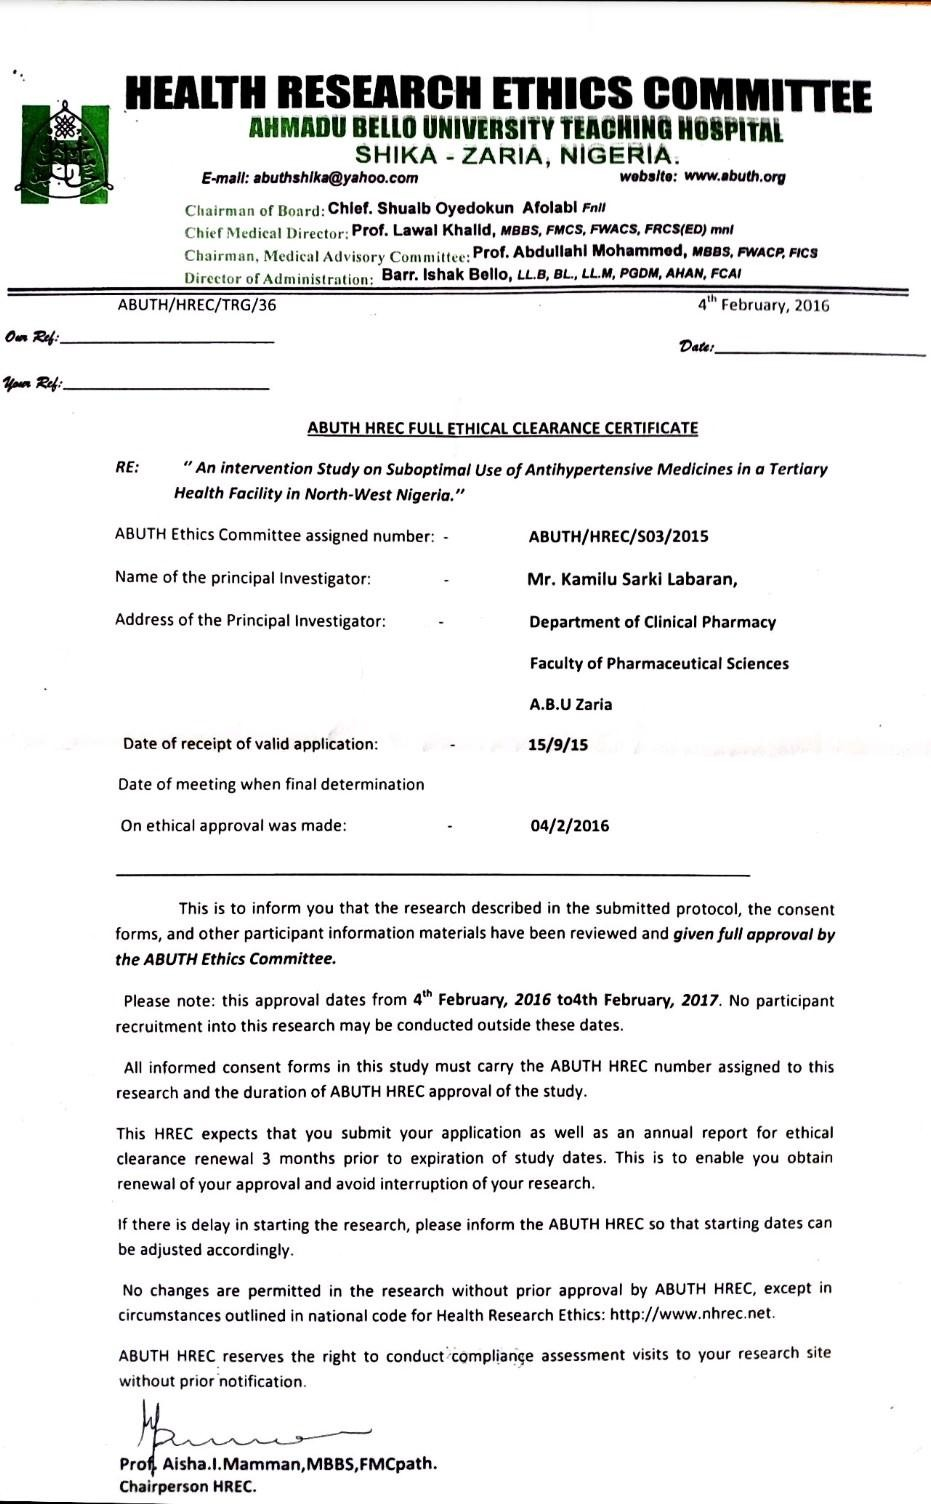 HEALTH RESEARCH ETHICS COMMITTEE
AHMADU BELLO UNIVERSITY TEACHING HOSPITAL
SHIKA - ZARIA, NIGERIA.
E-mail: abuthshika@yahoo.com website: www.abuth.org
Chairman of Board: Chief. Shuaib Oyedokun Afolabi Fnii
Chief Medical Director: Prof. Lawal Khalid, MBBS, FMCS, FWACS, FRCS(ED) mni
Chairman, Medical Advisory Committee: Prof. Abdullahi Mohammed, MBBS, FWACP, FICS
Director of Administration: Barr. Ishak Bello, LL.B, BL., LL.M, PGDM, AHAN, FCAI
ABUTH/HREC/TRG/36 4th February, 2016
Our Ref:
Date:
Your Ref:
ABUTH HREC FULL ETHICAL CLEARANCE CERTIFICATE
RE: "An intervention Study on Suboptimal Use of Antihypertensive Medicines in a Tertiary
Health Facility in North-West Nigeria."
ABUTH Ethics Committee assigned number: - ABUTH/HREC/S03/2015
Name of the principal Investigator: - Mr. Kamilu Sarki Labaran,
Address of the Principal Investigator: - Department of Clinical Pharmacy
Faculty of Pharmaceutical Sciences
A.B.U Zaria
Date of receipt of valid application: - 15/9/15
Date of meeting when final determination
On ethical approval was made: - 04/2/2016
This is to inform you that the research described in the submitted protocol, the consent
forms, and other participant information materials have been reviewed and given full approval by
the ABUTH Ethics Committee.
Please note: this approval dates from 4th February, 2016 to4th February, 2017. No participant
recruitment into this research may be conducted outside these dates.
All informed consent forms in this study must carry the ABUTH HREC number assigned to this
research and the duration of ABUTH HREC approval of the study.
This HREC expects that you submit your application as well as an annual report for ethical
clearance renewal 3 months prior to expiration of study dates. This is to enable you obtain
renewal of your approval and avoid interruption of your research.
If there is delay in starting the research, please inform the ABUTH HREC so that starting dates can
be adjusted accordingly.
No changes are permitted in the research without prior approval by ABUTH HREC, except in
circumstances outlined in national code for Health Research Ethics: http://www.nhrec.net.
ABUTH HREC reserves the right to conduct compliance assessment visits to your research site
without prior notification.
Prof. Aisha.I.Mamman,MBBS,FMCpath.
Chairperson HREC.